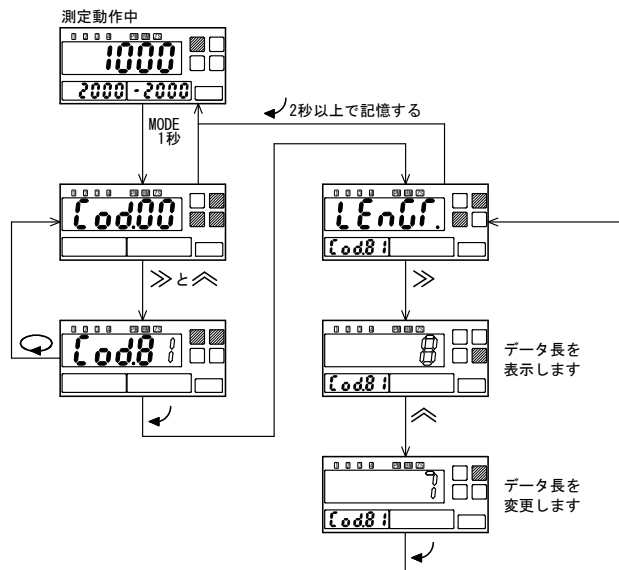 測定動作中
1000
2000 -2000
MODE
1秒
2秒以上で記憶する
Cod.00
LEnGT.
Cod.81
≫と︽
≫
Cod.81
8
Cod.81
データ長を
表示します
︽
7
Cod.81
データ長を
変更します